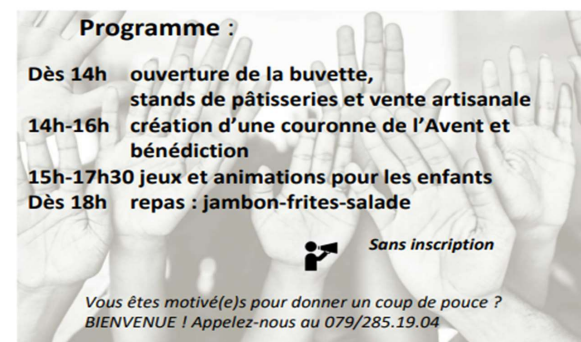 Programme :
Dès 14h ouverture de la buvette,
stands de pâtisseries et vente artisanale
14h-16h création d'une couronne de l'Avent et
bénédiction
15h-17h30 jeux et animations pour les enfants
Dès 18h repas : jambon-frites-salade
Sans inscription
Vous êtes motivé(e)s pour donner un coup de pouce ?
BIENVENUE ! Appelez-nous au 079/285.19.04